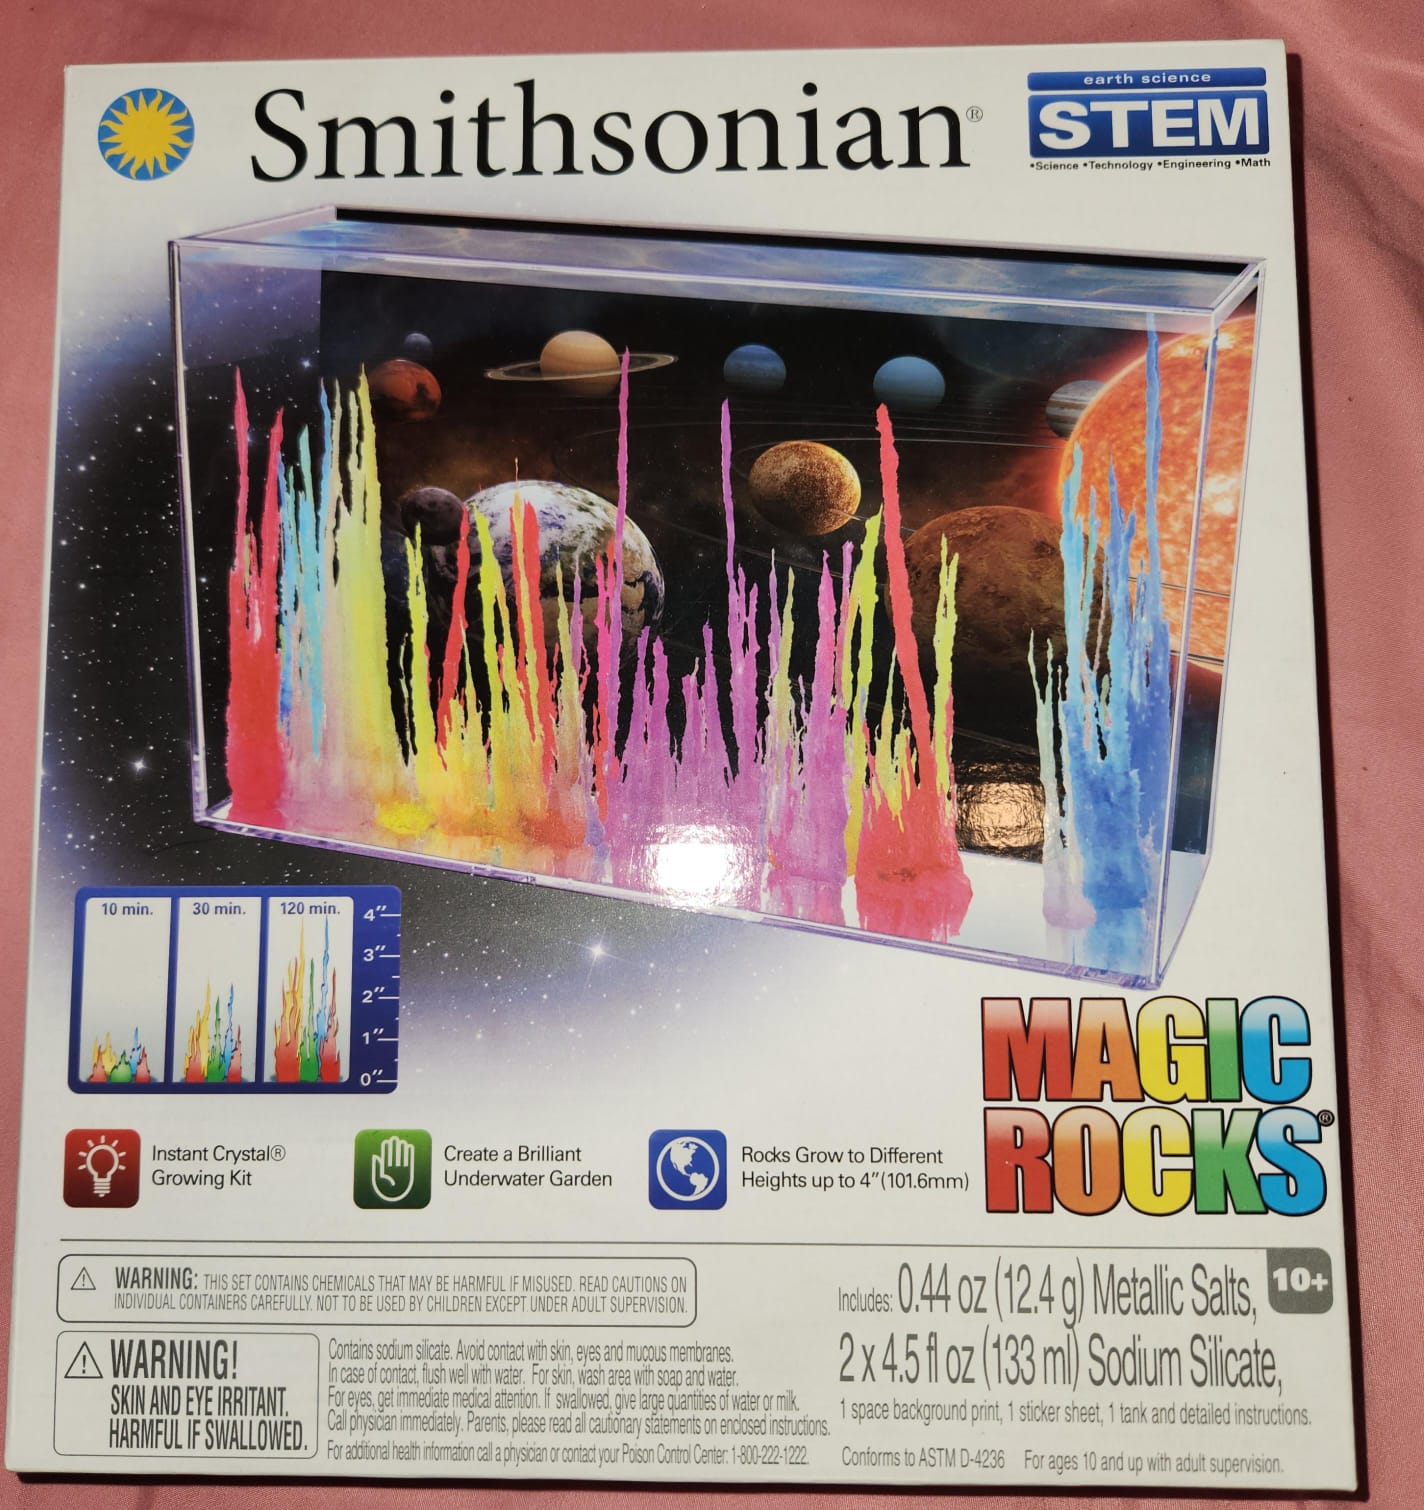 Smithsonian®
earth science
STEM
•Science •Technology •Engineering •Math
10 min. 30 min. 120 min.
4"
3"
2"
1"
0"
MAGIC
ROCKS®
Instant Crystal®
Growing Kit
Create a Brilliant
Underwater Garden
Rocks Grow to Different
Heights up to 4"(101.6mm)
WARNING: THIS SET CONTAINS CHEMICALS THAT MAY BE HARMFUL IF MISUSED. READ CAUTIONS ON
INDIVIDUAL CONTAINERS CAREFULLY. NOT TO BE USED BY CHILDREN EXCEPT UNDER ADULT SUPERVISION.
WARNING!
SKIN AND EYE IRRITANT.
HARMFUL IF SWALLOWED.
Contains sodium silicate. Avoid contact with skin, eyes and mucous membranes.
In case of contact, flush well with water. For skin, wash area with soap and water.
For eyes, get immediate medical attention. If swallowed, give large quantities of water or milk.
Call physician immediately. Parents, please read all cautionary statements on enclosed instructions.
For additional health information call a physician or contact your Poison Control Center: 1-800-222-1222.
Includes: 0.44 oz (12.4 g) Metallic Salts,
10+
2 x 4.5 fl oz (133 ml) Sodium Silicate,
1 space background print, 1 sticker sheet, 1 tank and detailed instructions.
Conforms to ASTM D-4236 For ages 10 and up with adult supervision.